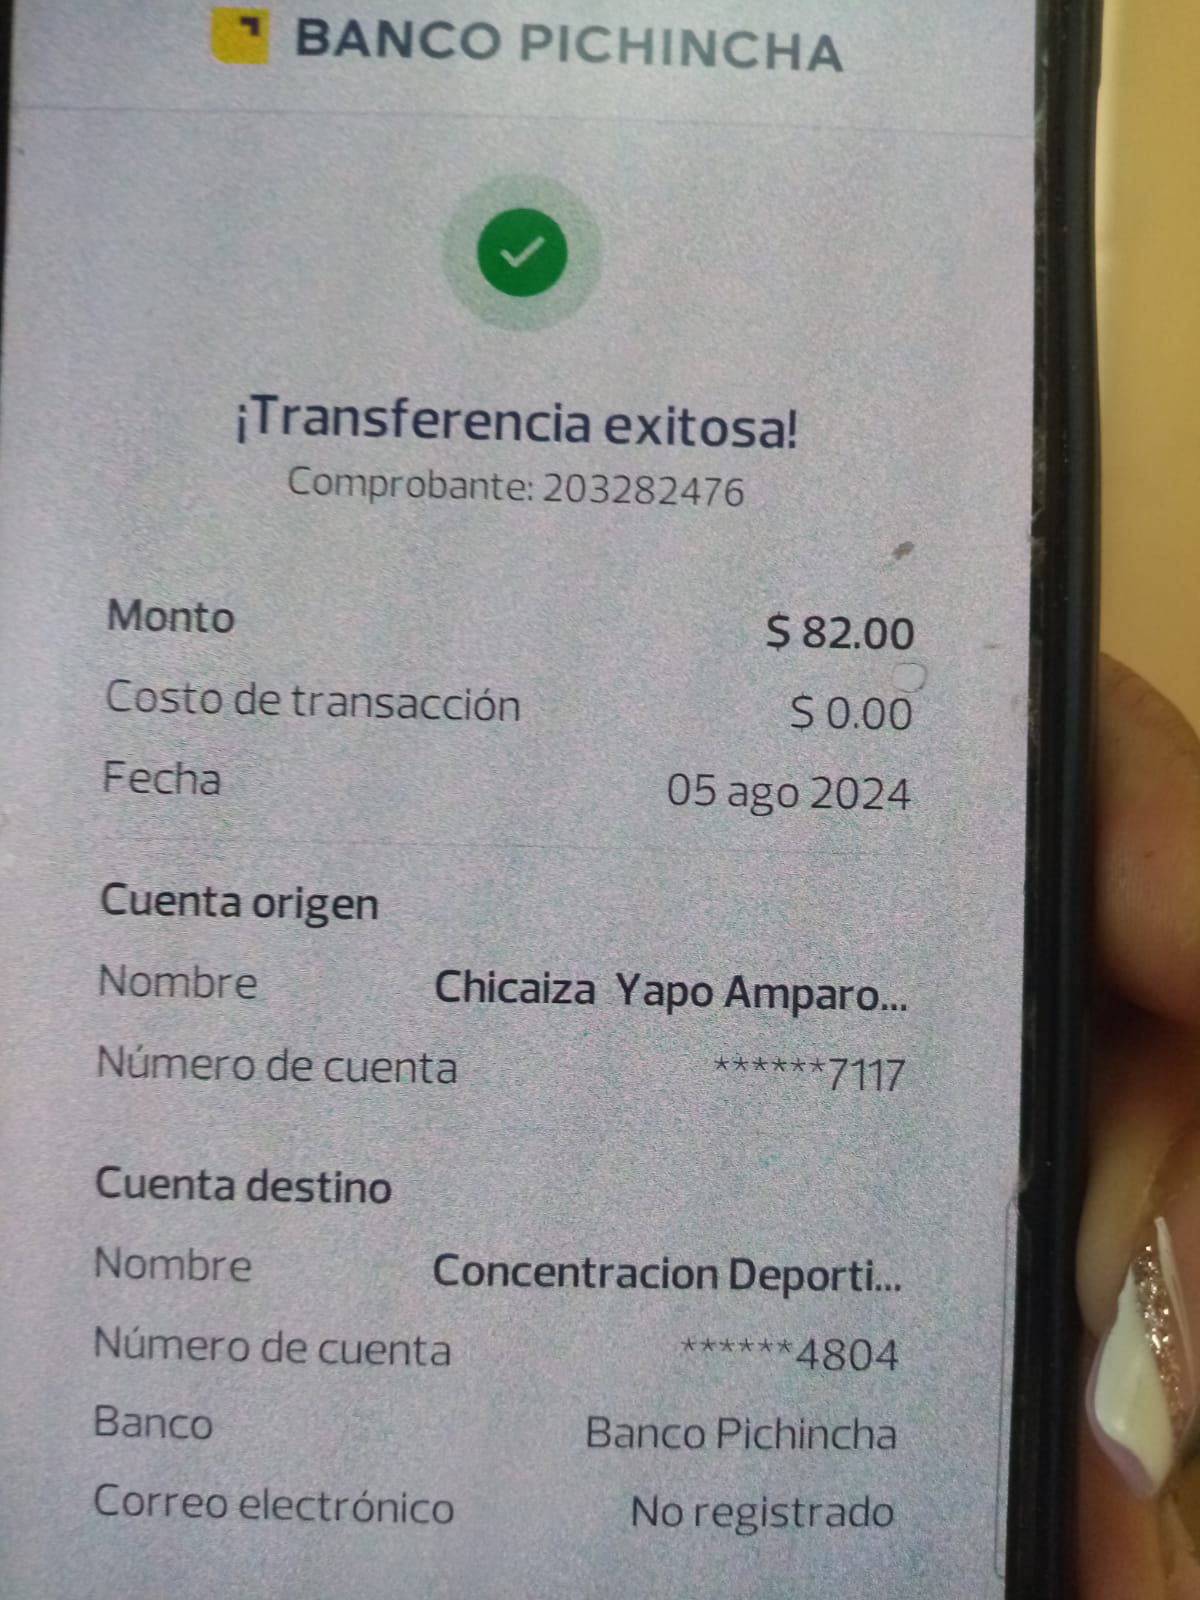 BANCO PICHINCHA
¡Transferencia exitosa!
Comprobante: 203282476
Monto $ 82.00
Costo de transacción $ 0.00
Fecha 05 ago 2024
Cuenta origen
Nombre Chicaiza Yapo Amparo...
Número de cuenta ******7117
Cuenta destino
Nombre Concentracion Deporti...
Número de cuenta ******4804
Banco Banco Pichincha
Correo electrónico No registrado